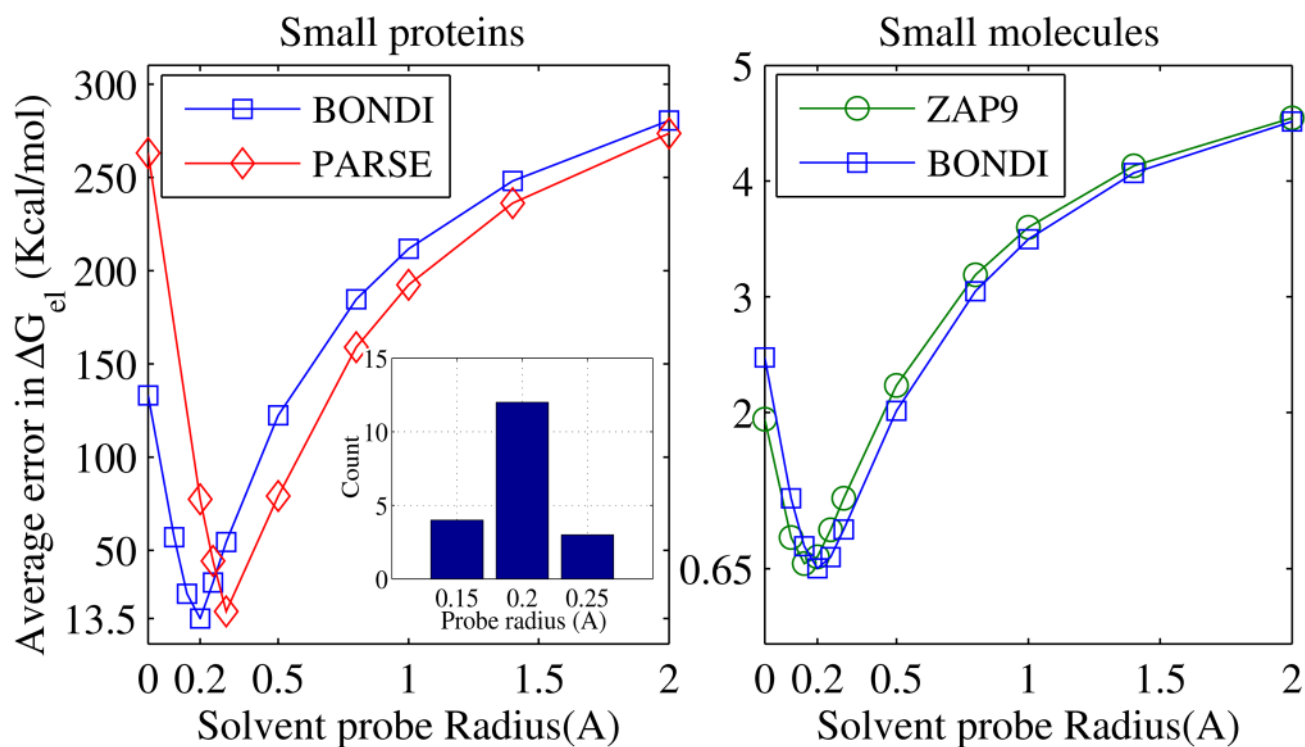 Small proteins
Small molecules
Average error in ΔG_el (Kcal/mol)
300
250
200
150
100
50
13.5
BONDI
PARSE
15
10
5
0
Count
0.15 0.2 0.25
Probe radius (A)
0 0.2 0.5 1 1.5 2
Solvent probe Radius(A)
5
4
3
2
0.65
ZAP9
BONDI
0 0.2 0.5 1 1.5 2
Solvent probe Radius(A)